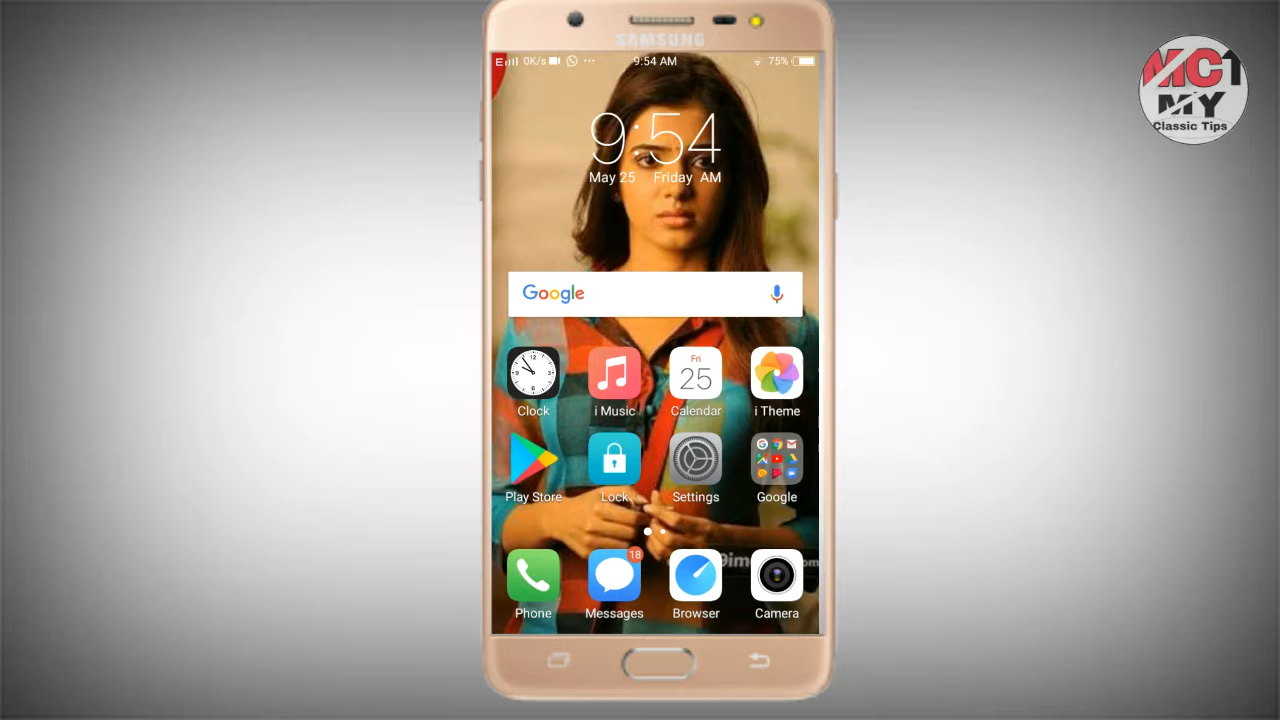 SAMSUNG
E 0K/s ... 9:54 AM 75%
MC1
MY
Classic Tips
9:54
May 25 Friday AM
Google
Fri
25
Clock i Music Calendar i Theme
Play Store Lock Settings Google
18
Phone Messages Browser Camera